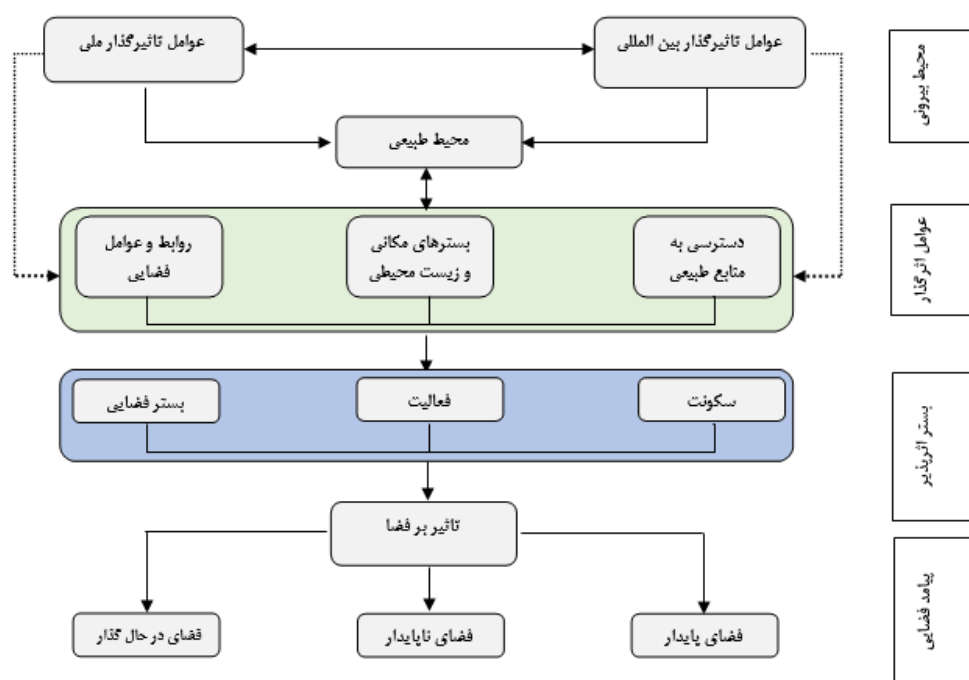 عوامل تاثیرگذار بین المللی
عوامل تاثیرگذار ملی
محیط بیرونی
محیط طبیعی
دسترسی به
منابع طبیعی
بسترهای مکانی
و زیست محیطی
روابط و عوامل
فضایی
عوامل اثرگذار
سکونت
فعالیت
بستر فضایی
بستر اثرپذیر
تاثیر بر فضا
فضای پایدار
فضای ناپایدار
فضای در حال گذار
پیامد فضایی